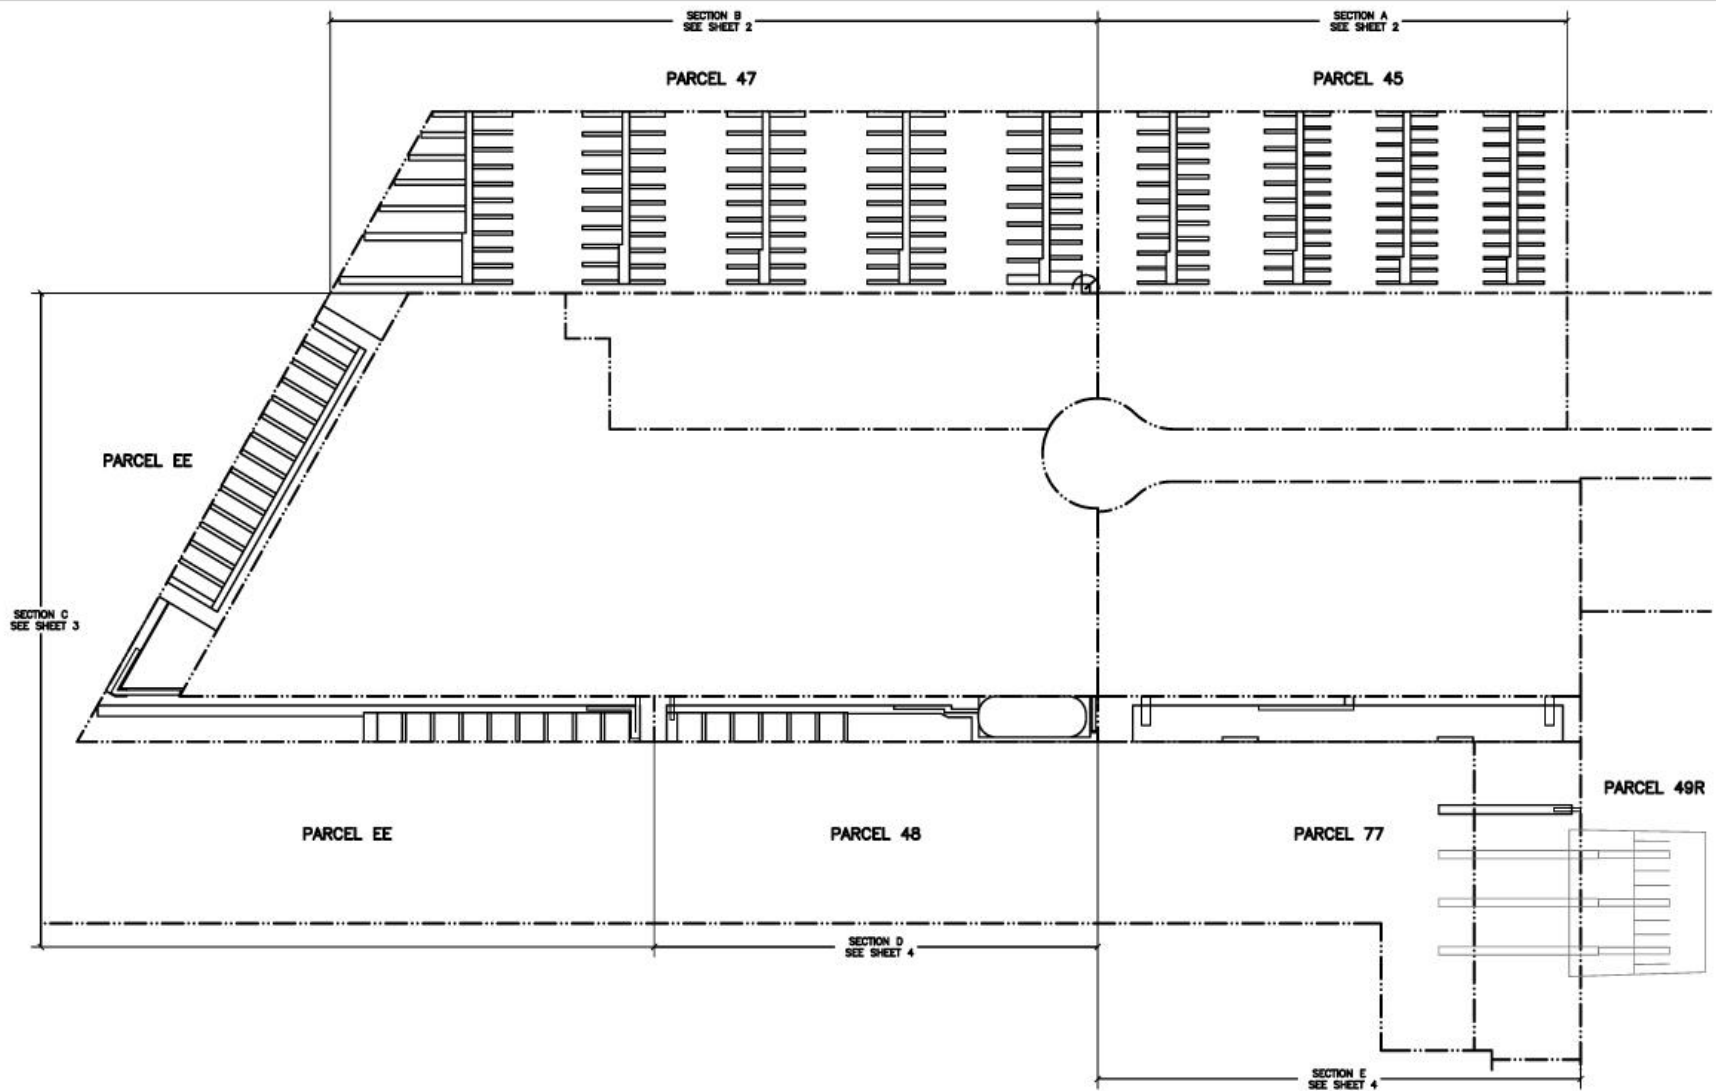 SECTION B
SEE SHEET 2
SECTION A
SEE SHEET 2
PARCEL 47
PARCEL 45
PARCEL EE
SECTION C
SEE SHEET 3
PARCEL 49R
PARCEL EE
PARCEL 48
PARCEL 77
SECTION D
SEE SHEET 4
SECTION E
SEE SHEET 4